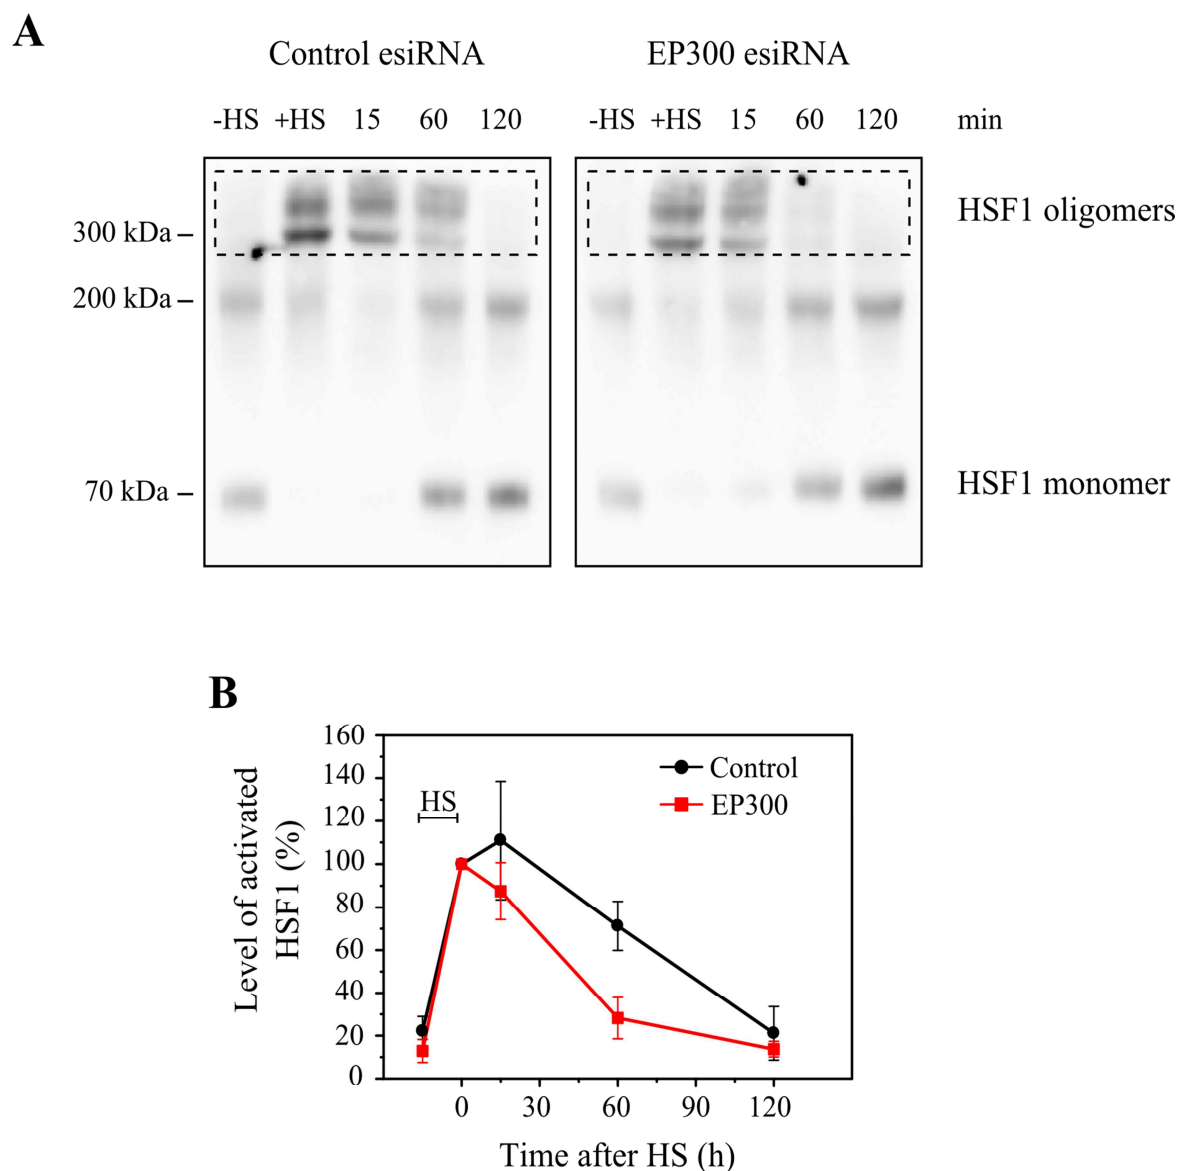 A
Control esiRNA
EP300 esiRNA
-HS +HS 15 60 120
-HS +HS 15 60 120 min
HSF1 oligomers
300 kDa
200 kDa
70 kDa
HSF1 monomer
B
Level of activated
HSF1 (%)
160
140
120
100
80
60
40
20
0
HS
Control
EP300
0 30 60 90 120
Time after HS (h)